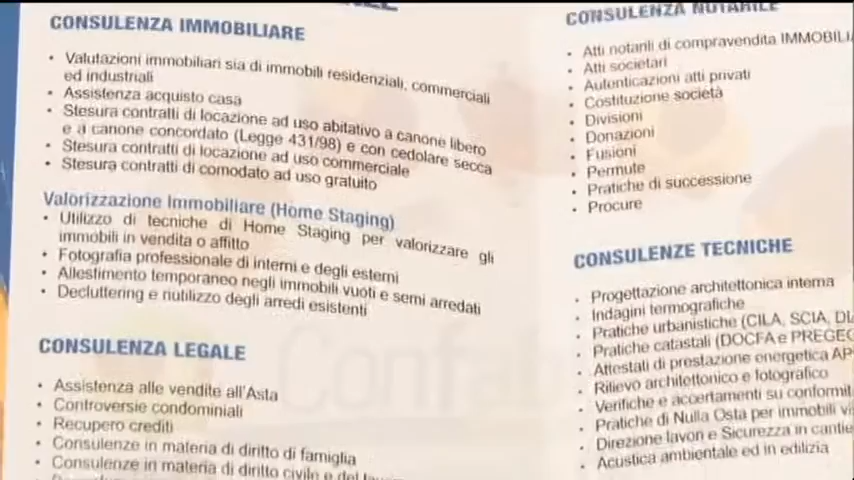 CONSULENZA IMMOBILIARE
• Valutazioni immobiliari sia di immobili residenziali, commerciali
ed industriali
• Assistenza acquisto casa
• Stesura contratti di locazione ad uso abitativo a canone libero
e a canone concordato (Legge 431/98) e con cedolare secca
• Stesura contratti di locazione ad uso commerciale
• Stesura contratti di comodato ad uso gratuito
Valorizzazione Immobiliare (Home Staging)
• Utilizzo di tecniche di Home Staging per valorizzare gli
immobili in vendita o affitto
• Fotografia professionale di interni e degli esterni
• Allestimento temporaneo negli immobili vuoti e semi arredati
• Decluttering e riutilizzo degli arredi esistenti
CONSULENZA LEGALE
• Assistenza alle vendite all'Asta
• Controversie condominiali
• Recupero crediti
• Consulenze in materia di diritto di famiglia
• Consulenze in materia di diritto civile e del
CONSULENZA NOTARILE
• Atti notarili di compravendita IMMOBILIA
• Atti societari
• Autenticazioni atti privati
• Costituzione società
• Divisioni
• Donazioni
• Fusioni
• Permute
• Pratiche di successione
• Procure
CONSULENZE TECNICHE
• Progettazione architettonica interna
• Indagini termografiche
• Pratiche urbanistiche (CILA, SCIA, DI
• Pratiche catastali (DOCFA e PREGEO
• Attestati di prestazione energetica AP
• Rilievo architettonico e fotografico
• Verifiche e accertamenti su conformit
• Pratiche di Nulla Osta per immobili vi
• Direzione lavori e Sicurezza in cantie
• Acustica ambientale ed in edilizia
Confa